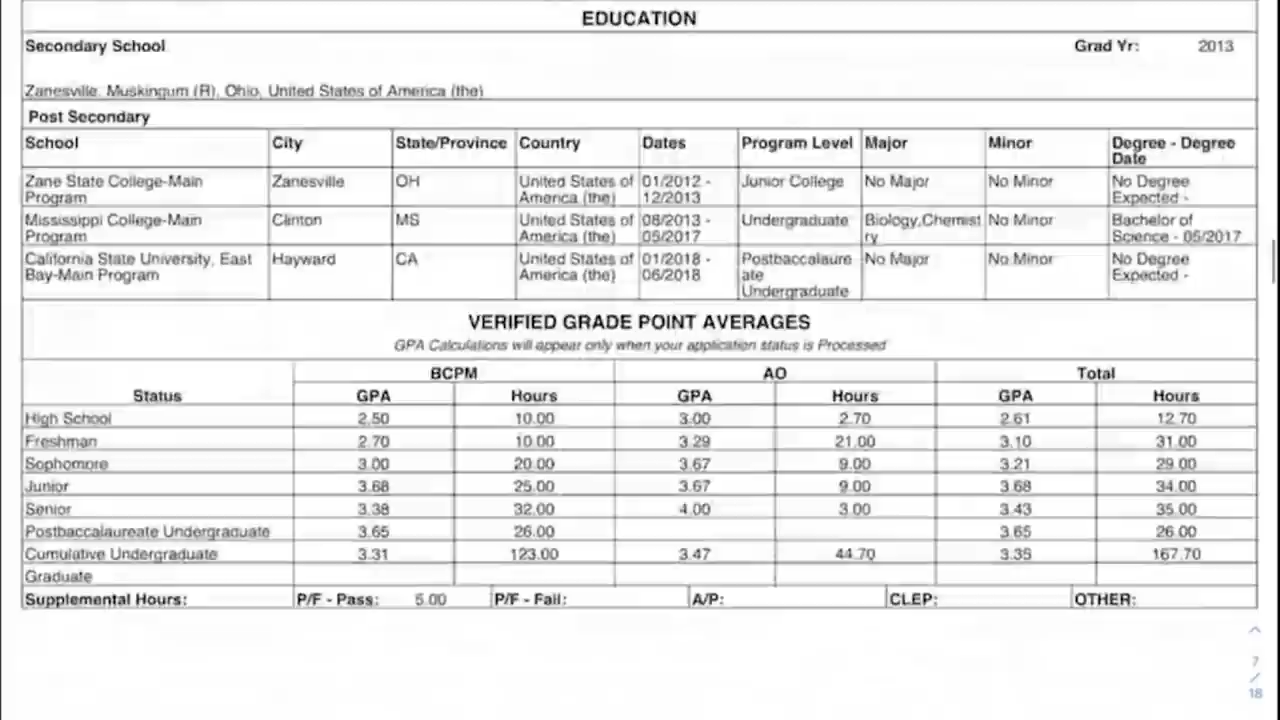 EDUCATION
Secondary School Grad Yr: 2013
Zanesville, Muskingum (R), Ohio, United States of America (the)
Post Secondary
School City State/Province Country Dates Program Level Major Minor Degree - Degree
Date
Zane State College-Main Zanesville OH United States of 01/2012 - Junior College No Major No Minor No Degree
Program America (the) 12/2013 Expected -
Mississippi College-Main Clinton MS United States of 08/2013 - Undergraduate Biology,Chemist No Minor Bachelor of
Program America (the) 05/2017 ry Science - 05/2017
California State University, East Hayward CA United States of 01/2018 - Postbaccalaure No Major No Minor No Degree
Bay-Main Program America (the) 06/2018 ate Expected -
Undergraduate
VERIFIED GRADE POINT AVERAGES
GPA Calculations will appear only when your application status is Processed
BCPM AO Total
Status GPA Hours GPA Hours GPA Hours
High School 2.50 10.00 3.00 2.70 2.61 12.70
Freshman 2.70 10.00 3.29 21.00 3.10 31.00
Sophomore 3.00 20.00 3.67 9.00 3.21 29.00
Junior 3.68 25.00 3.67 9.00 3.68 34.00
Senior 3.38 32.00 4.00 3.00 3.43 35.00
Postbaccalaureate Undergraduate 3.65 26.00 3.65 26.00
Cumulative Undergraduate 3.31 123.00 3.47 44.70 3.35 167.70
Graduate
Supplemental Hours: P/F - Pass: 5.00 P/F - Fail: A/P: CLEP: OTHER:
7
/
18